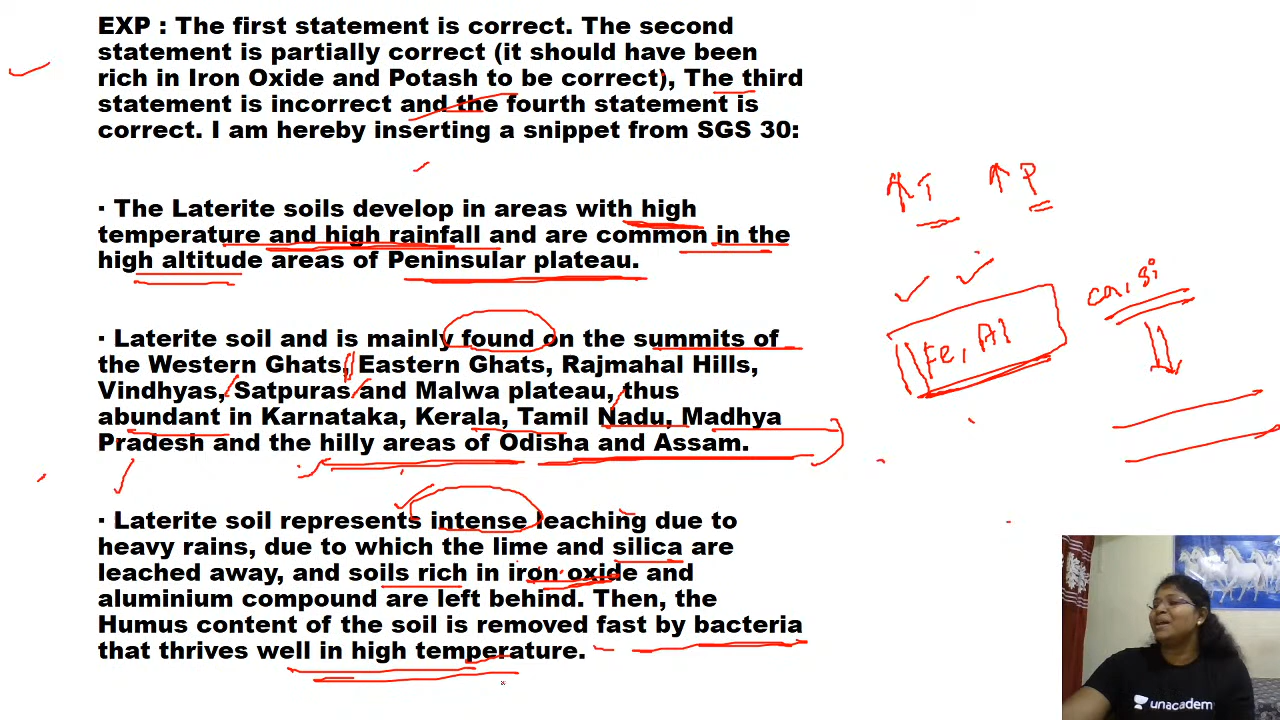 EXP : The first statement is correct. The second
statement is partially correct (it should have been
rich in Iron Oxide and Potash to be correct), The third
statement is incorrect and the fourth statement is
correct. I am hereby inserting a snippet from SGS 30:
· The Laterite soils develop in areas with high
temperature and high rainfall and are common in the
high altitude areas of Peninsular plateau.
· Laterite soil and is mainly found on the summits of
the Western Ghats, Eastern Ghats, Rajmahal Hills,
Vindhyas, Satpuras and Malwa plateau, thus
abundant in Karnataka, Kerala, Tamil Nadu, Madhya
Pradesh and the hilly areas of Odisha and Assam.
· Laterite soil represents intense leaching due to
heavy rains, due to which the lime and silica are
leached away, and soils rich in iron oxide and
aluminium compound are left behind. Then, the
Humus content of the soil is removed fast by bacteria
that thrives well in high temperature.
↑T ↑P
Ca, Si
Fe, Al
unacademy